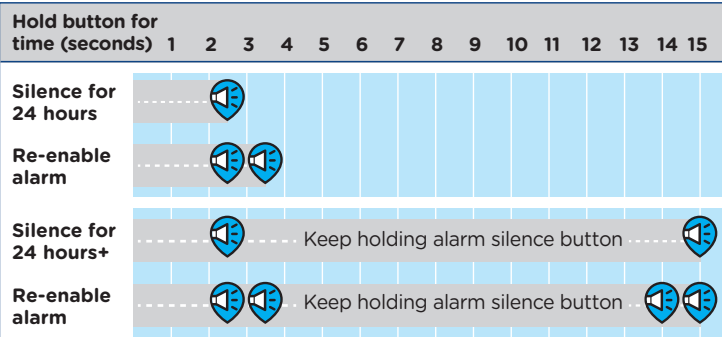 Hold button for
time (seconds) 1 2 3 4 5 6 7 8 9 10 11 12 13 14 15
Silence for
24 hours
Re-enable
alarm
Silence for
24 hours+
Keep holding alarm silence button
Re-enable
alarm
Keep holding alarm silence button